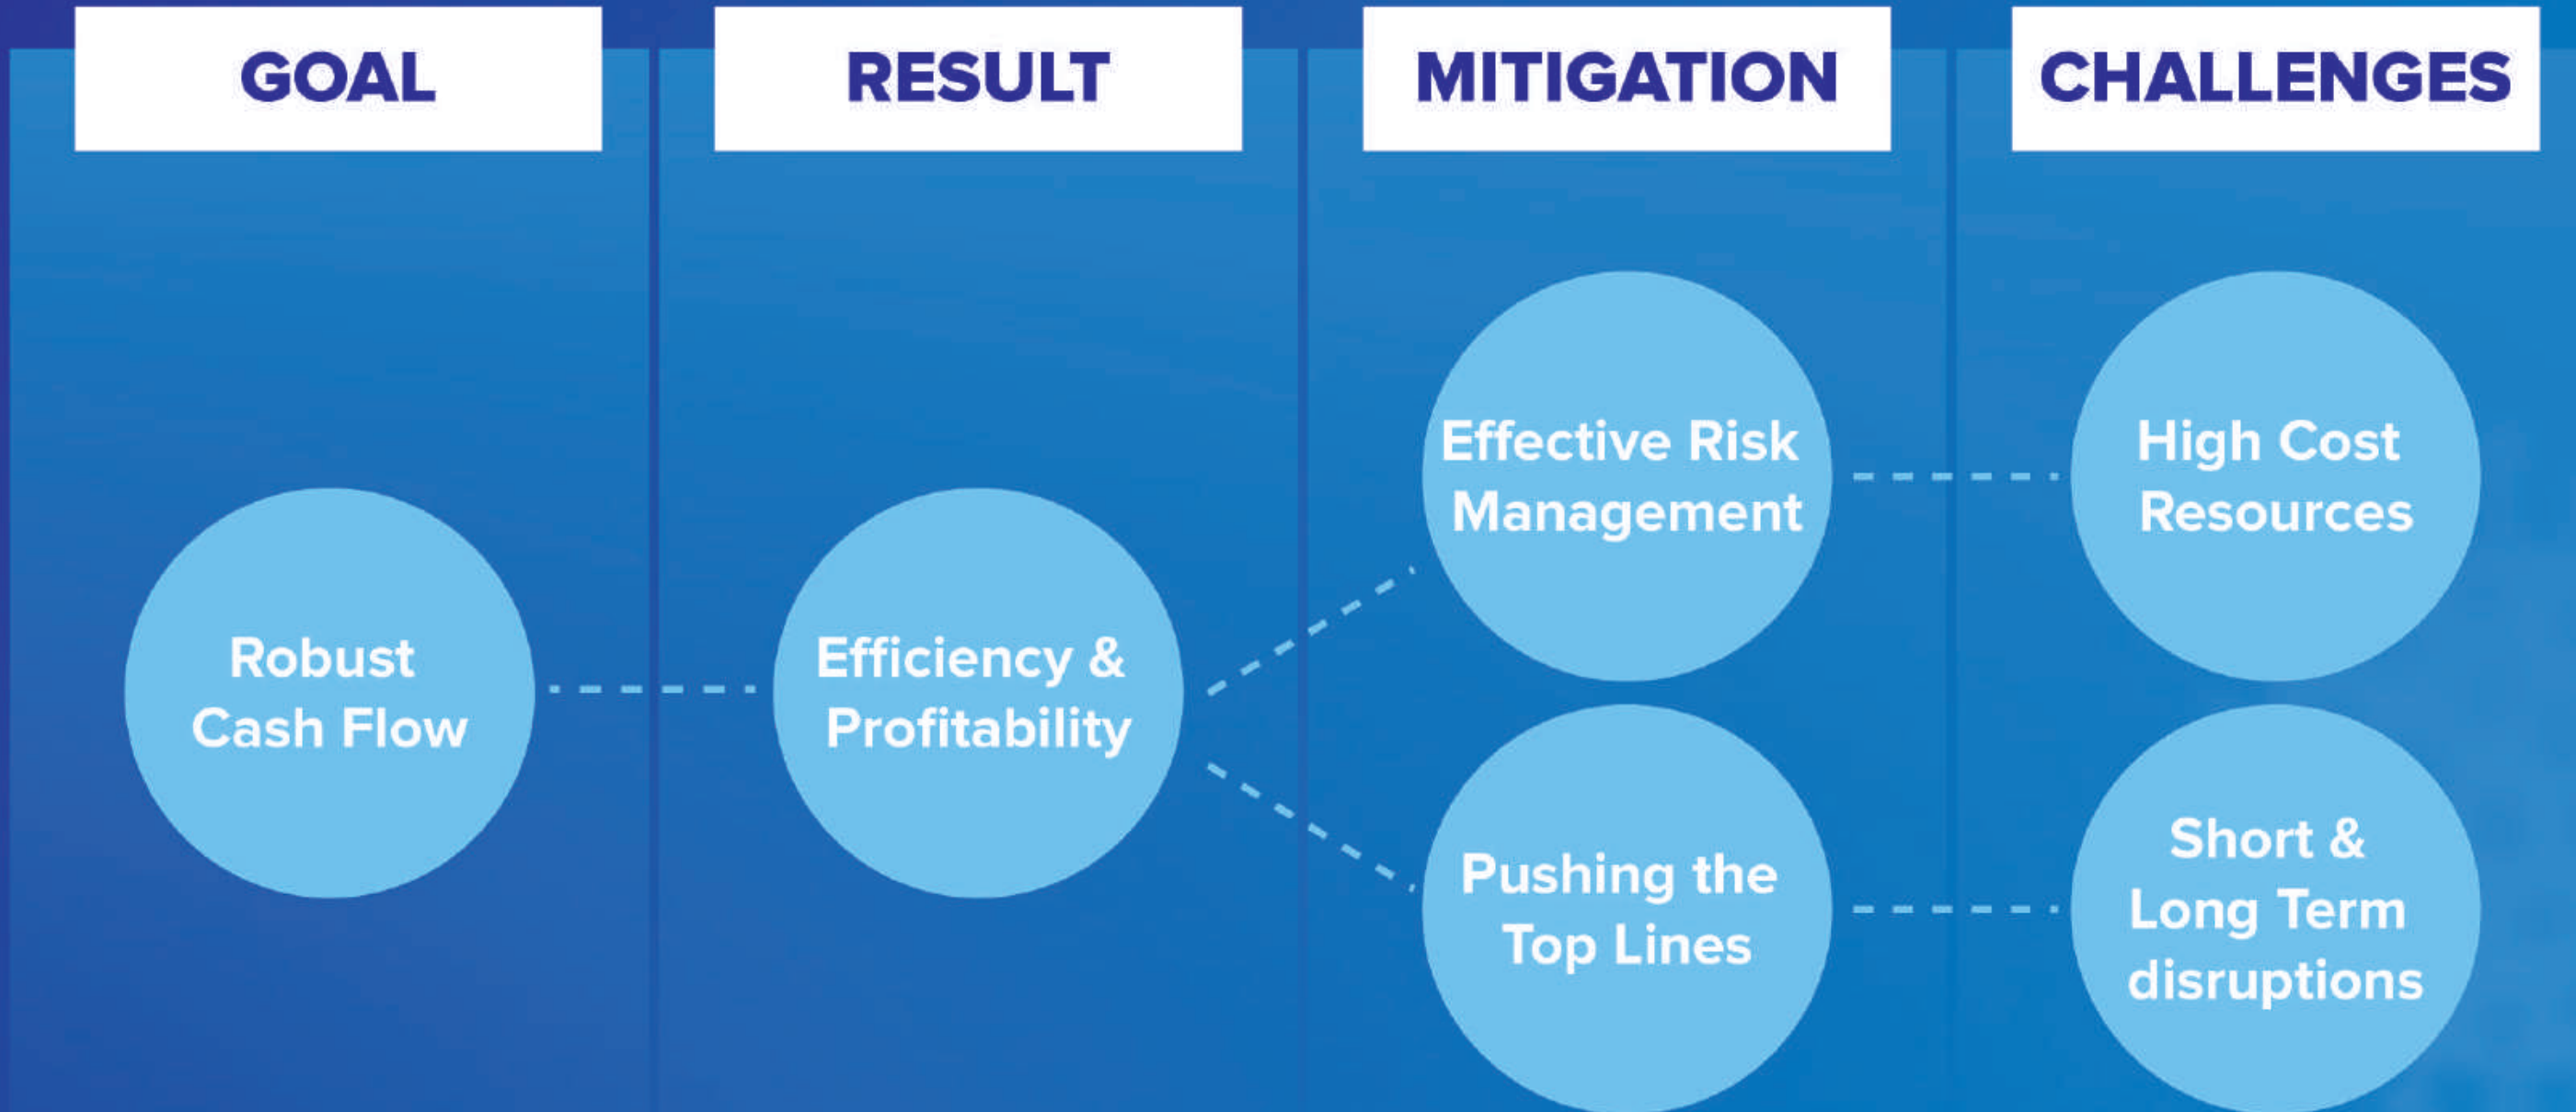 GOAL
RESULT
MITIGATION
CHALLENGES
Robust
Cash Flow
Efficiency &
Profitability
Effective Risk
Management
High Cost
Resources
Pushing the
Top Lines
Short &
Long Term
disruptions